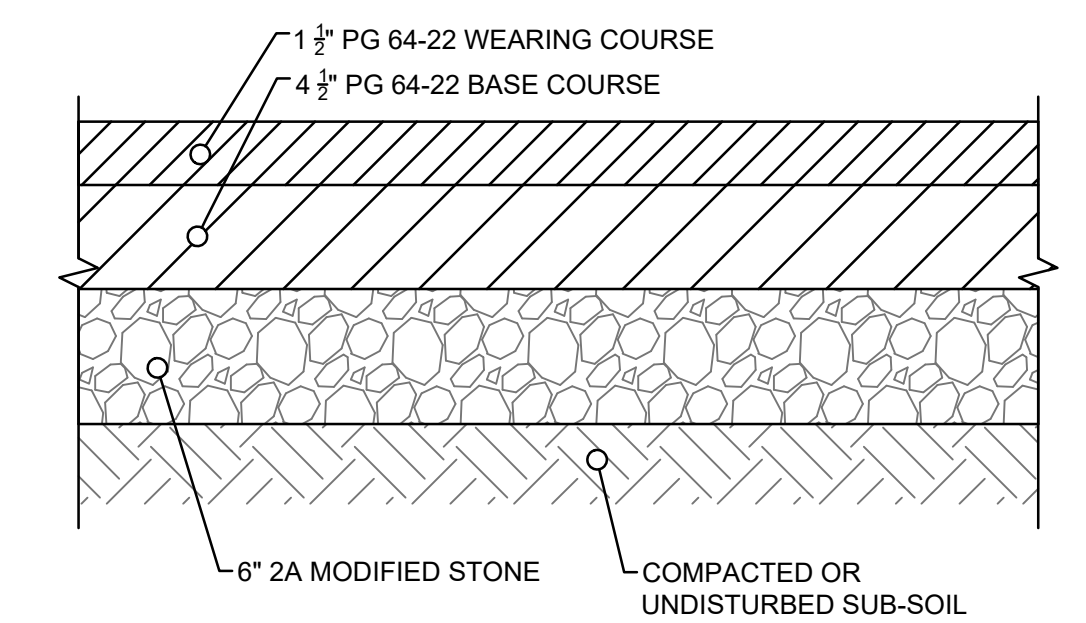 1 1/2" PG 64-22 WEARING COURSE
4 1/2" PG 64-22 BASE COURSE
6" 2A MODIFIED STONE
COMPACTED OR
UNDISTURBED SUB-SOIL